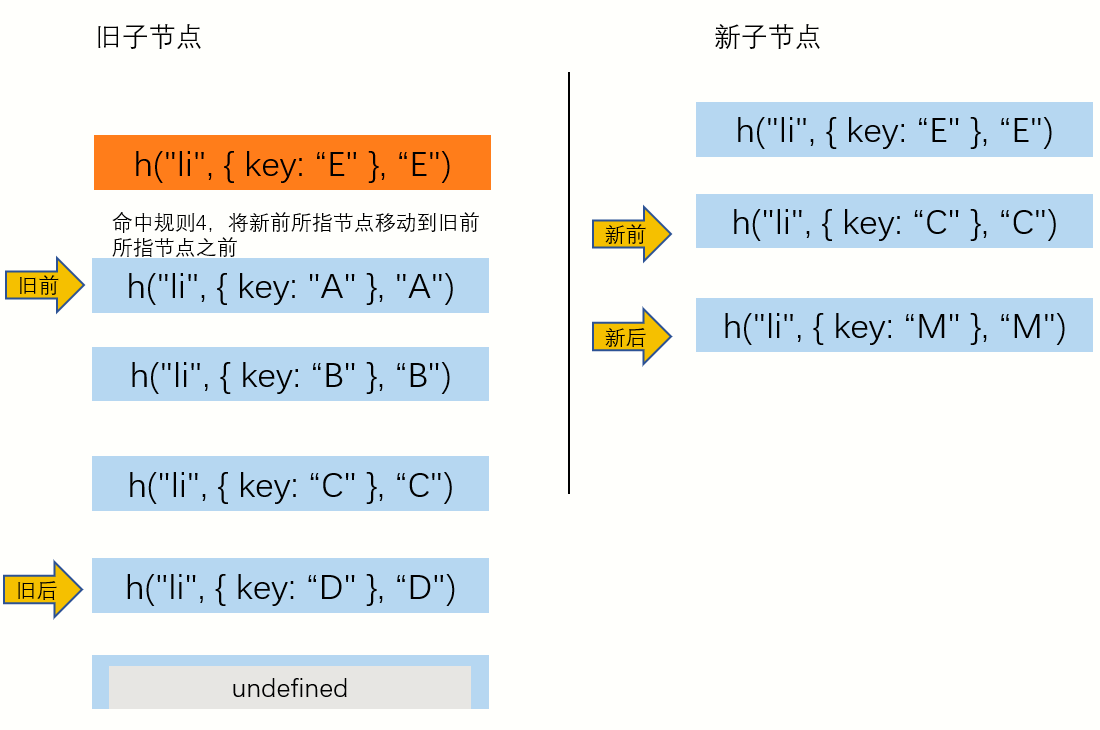 旧子节点
h("li", { key: “E" }, “E")
命中规则4，将新前所指节点移动到旧前
所指节点之前
旧前
h("li", { key: "A" }, "A")
h("li", { key: “B" }, “B")
h("li", { key: “C" }, “C")
旧后
h("li", { key: “D" }, “D")
undefined
新子节点
h("li", { key: “E" }, “E")
新前
h("li", { key: “C" }, “C")
新后
h("li", { key: “M" }, “M")